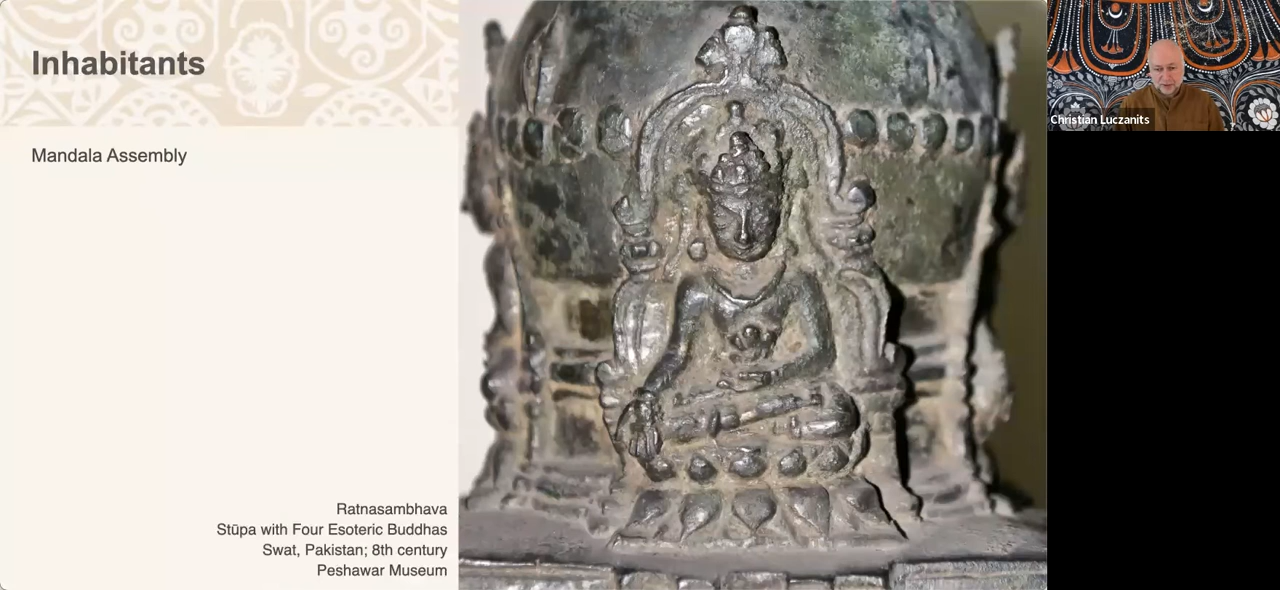 Inhabitants
Mandala Assembly
Ratnasambhava
Stūpa with Four Esoteric Buddhas
Swat, Pakistan; 8th century
Peshawar Museum
Christian Luczanits